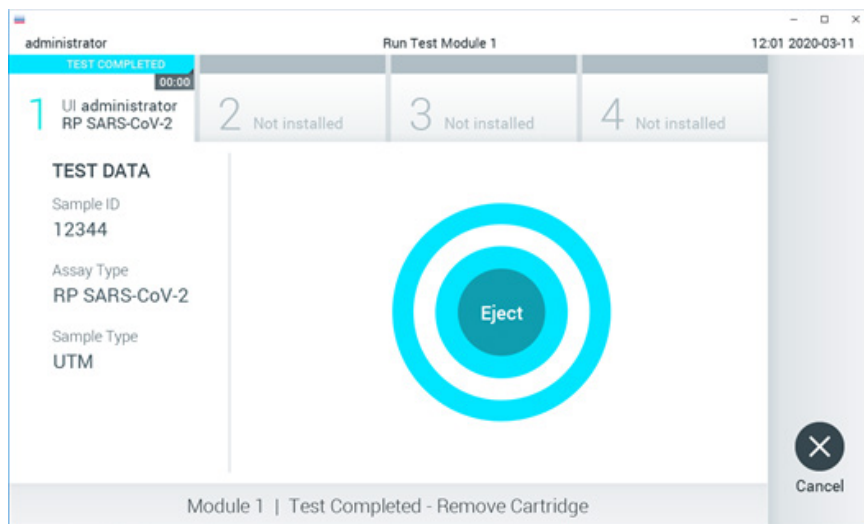 administrator
Run Test Module 1
12:01 2020-03-11
TEST COMPLETED
00:00
1
UI administrator
RP SARS-CoV-2
2 Not installed
3 Not installed
4 Not installed
TEST DATA
Sample ID
12344
Assay Type
RP SARS-CoV-2
Sample Type
UTM
Eject
Cancel
Module 1 | Test Completed - Remove Cartridge